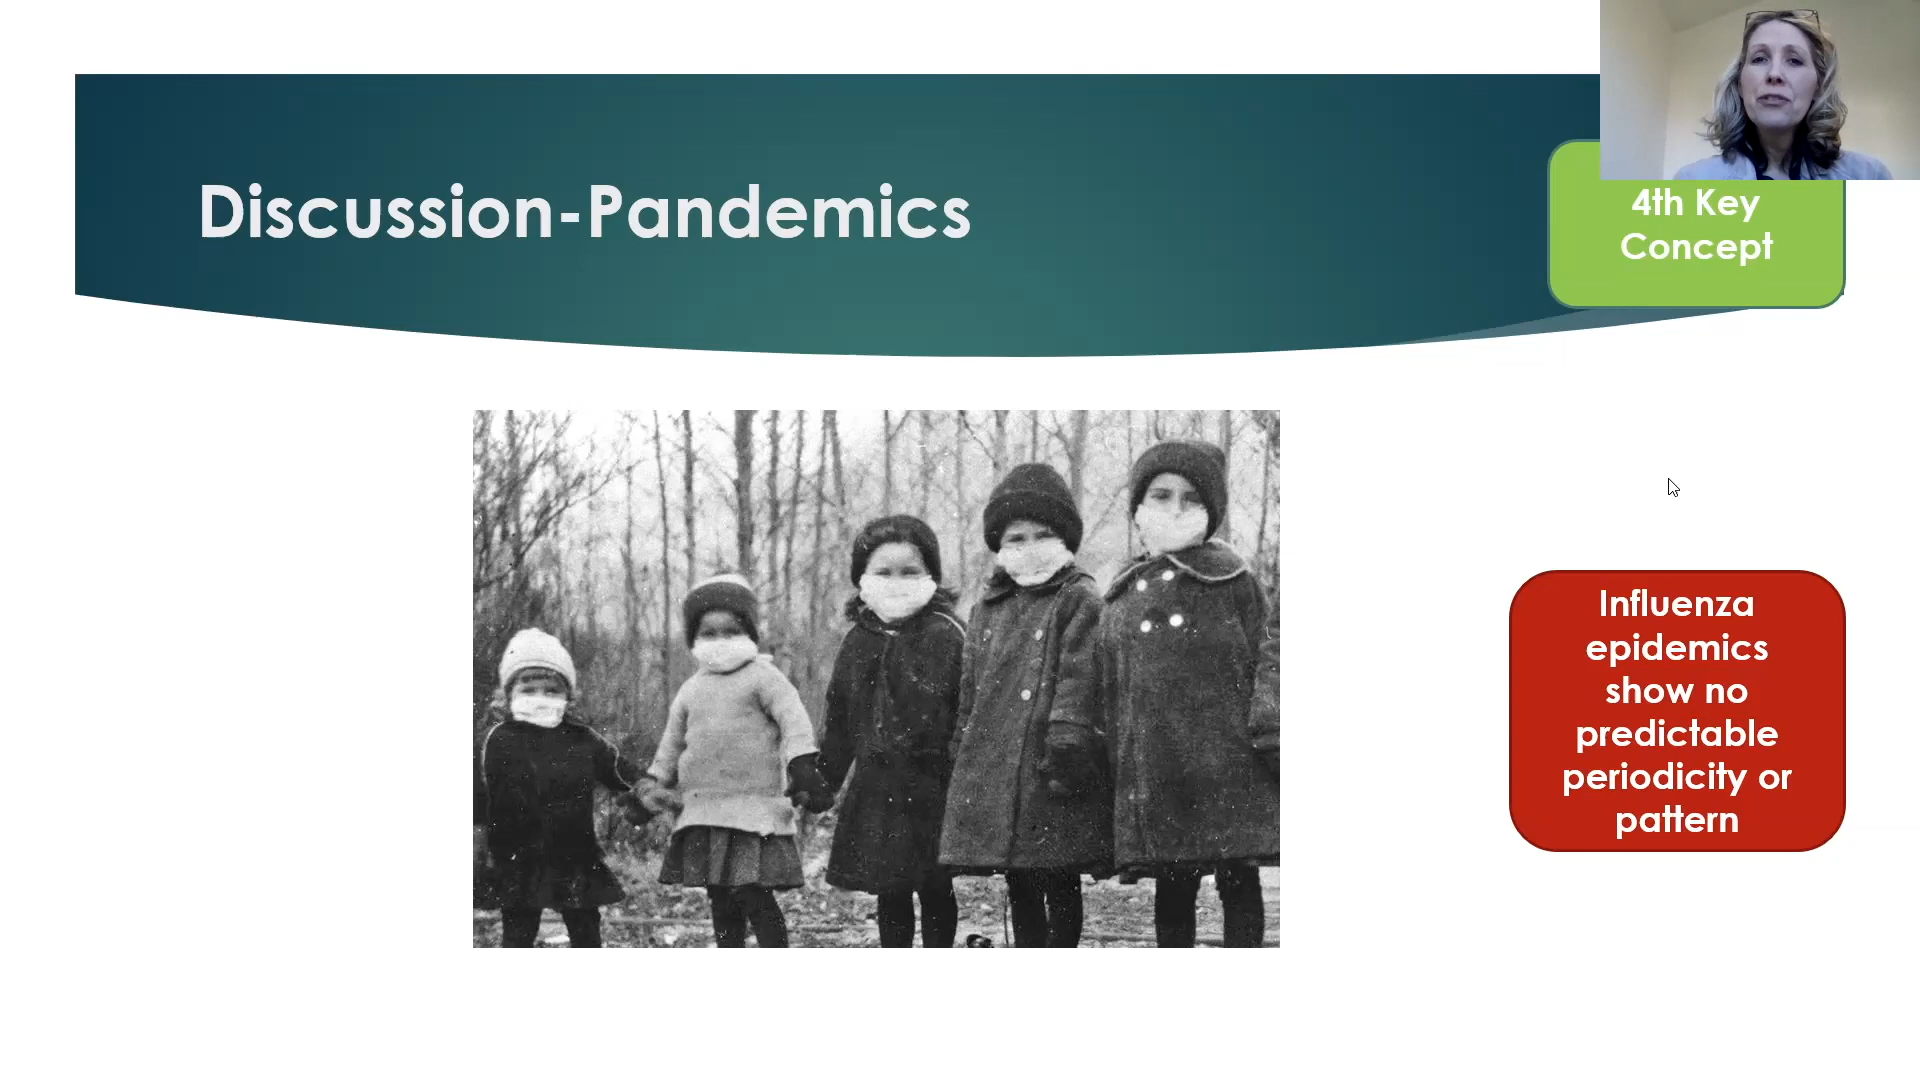 Discussion-Pandemics
4th Key
Concept
Influenza
epidemics
show no
predictable
periodicity or
pattern